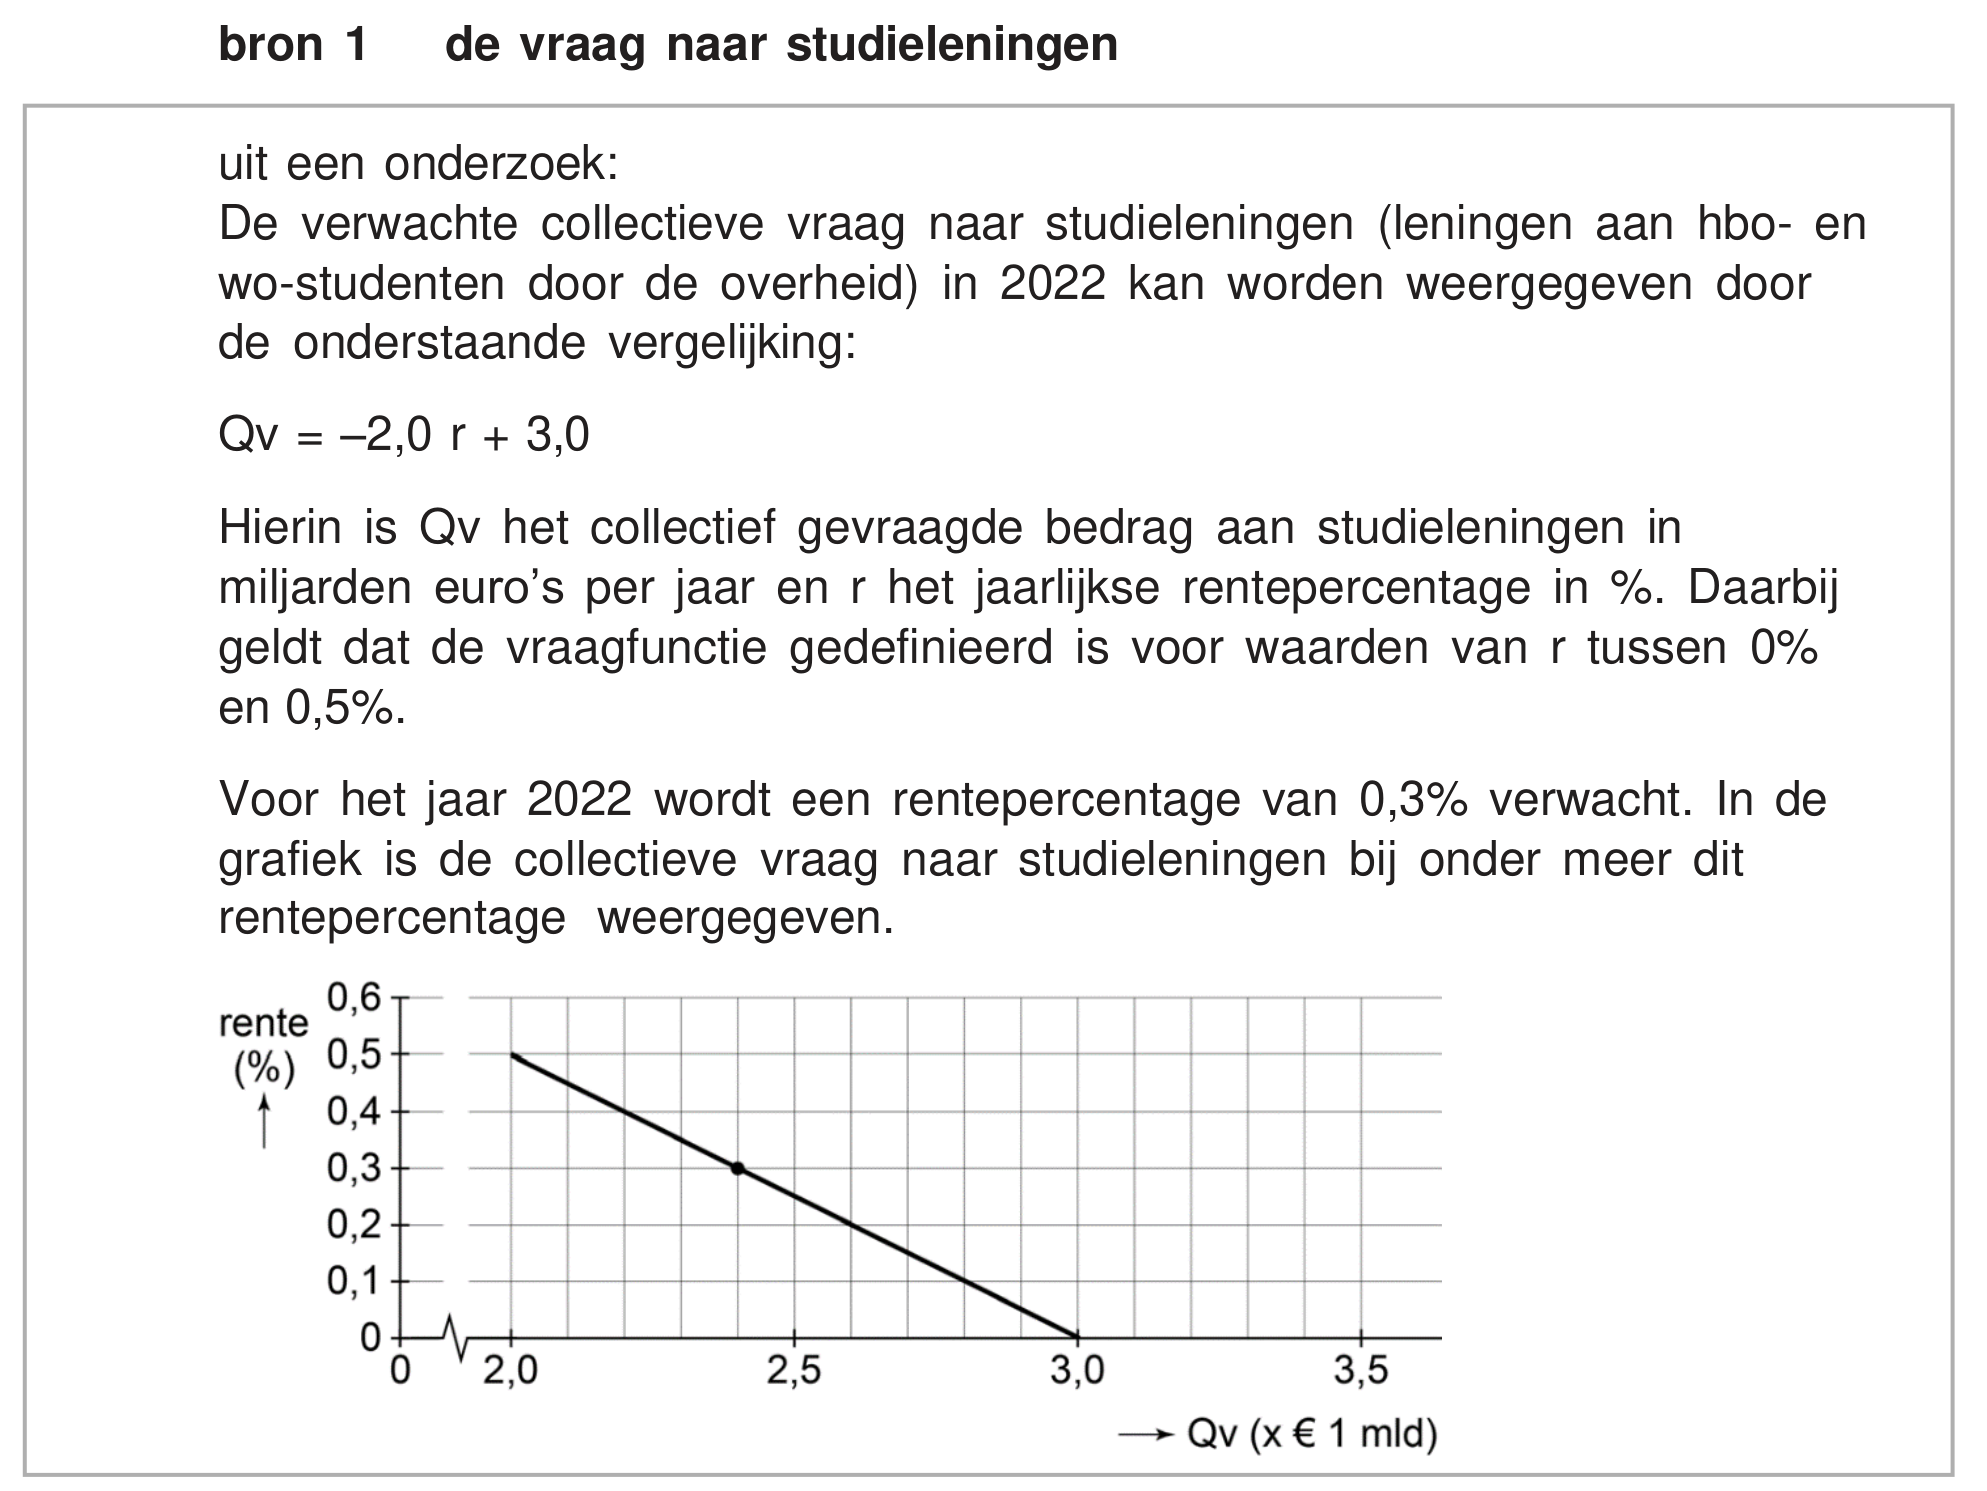 bron 1 de vraag naar studieleningen
uit een onderzoek:
De verwachte collectieve vraag naar studieleningen (leningen aan hbo- en
wo-studenten door de overheid) in 2022 kan worden weergegeven door
de onderstaande vergelijking:
Qv = –2,0 r + 3,0
Hierin is Qv het collectief gevraagde bedrag aan studieleningen in
miljarden euro’s per jaar en r het jaarlijkse rentepercentage in %. Daarbij
geldt dat de vraagfunctie gedefinieerd is voor waarden van r tussen 0%
en 0,5%.
Voor het jaar 2022 wordt een rentepercentage van 0,3% verwacht. In de
grafiek is de collectieve vraag naar studieleningen bij onder meer dit
rentepercentage weergegeven.
rente
(%)
0,6
0,5
0,4
0,3
0,2
0,1
0
0 2,0 2,5 3,0 3,5
Qv (x € 1 mld)